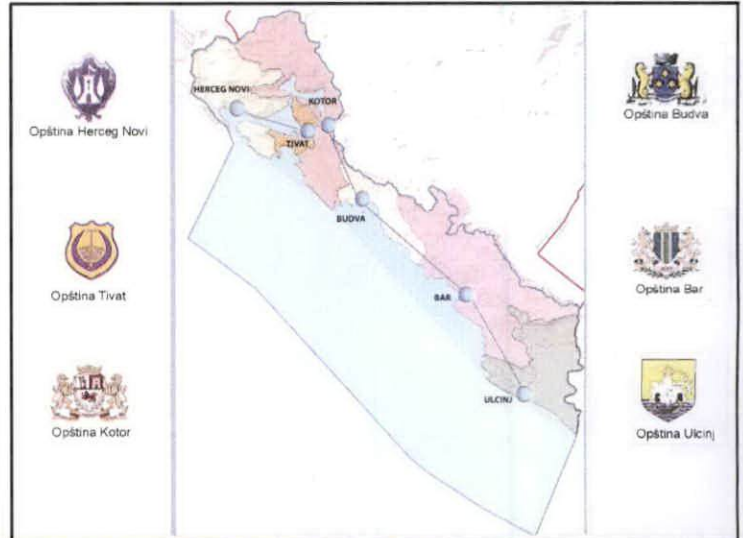 Opština Herceg Novi
Opština Tivat
Opština Kotor
HERCEG NOVI
KOTOR
TIVAT
BUDVA
BAR
ULCINJ
Opština Budva
Opština Bar
Opština Ulcinj